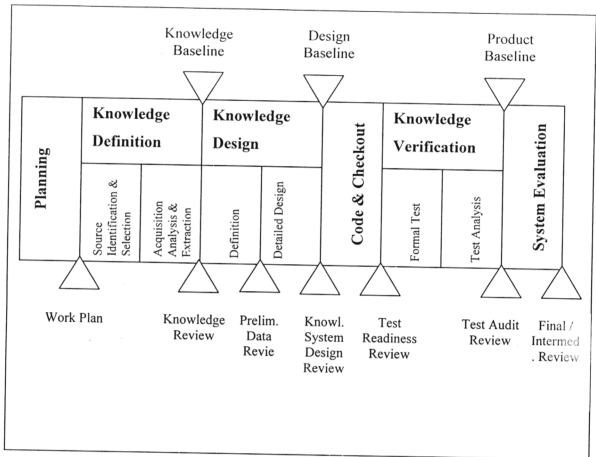 Knowledge
Baseline
Design
Baseline
Product
Baseline
Planning
Knowledge
Definition
Source
Identification &
Selection
Acquisition
Analysis &
Extraction
Knowledge
Design
Definition
Detailed Design
Code & Checkout
Knowledge
Verification
Formal Test
Test Analysis
System Evaluation
Work Plan
Knowledge
Review
Prelim.
Data
Revie
Knowl.
System
Design
Review
Test
Readiness
Review
Test Audit
Review
Final /
Intermed
. Review